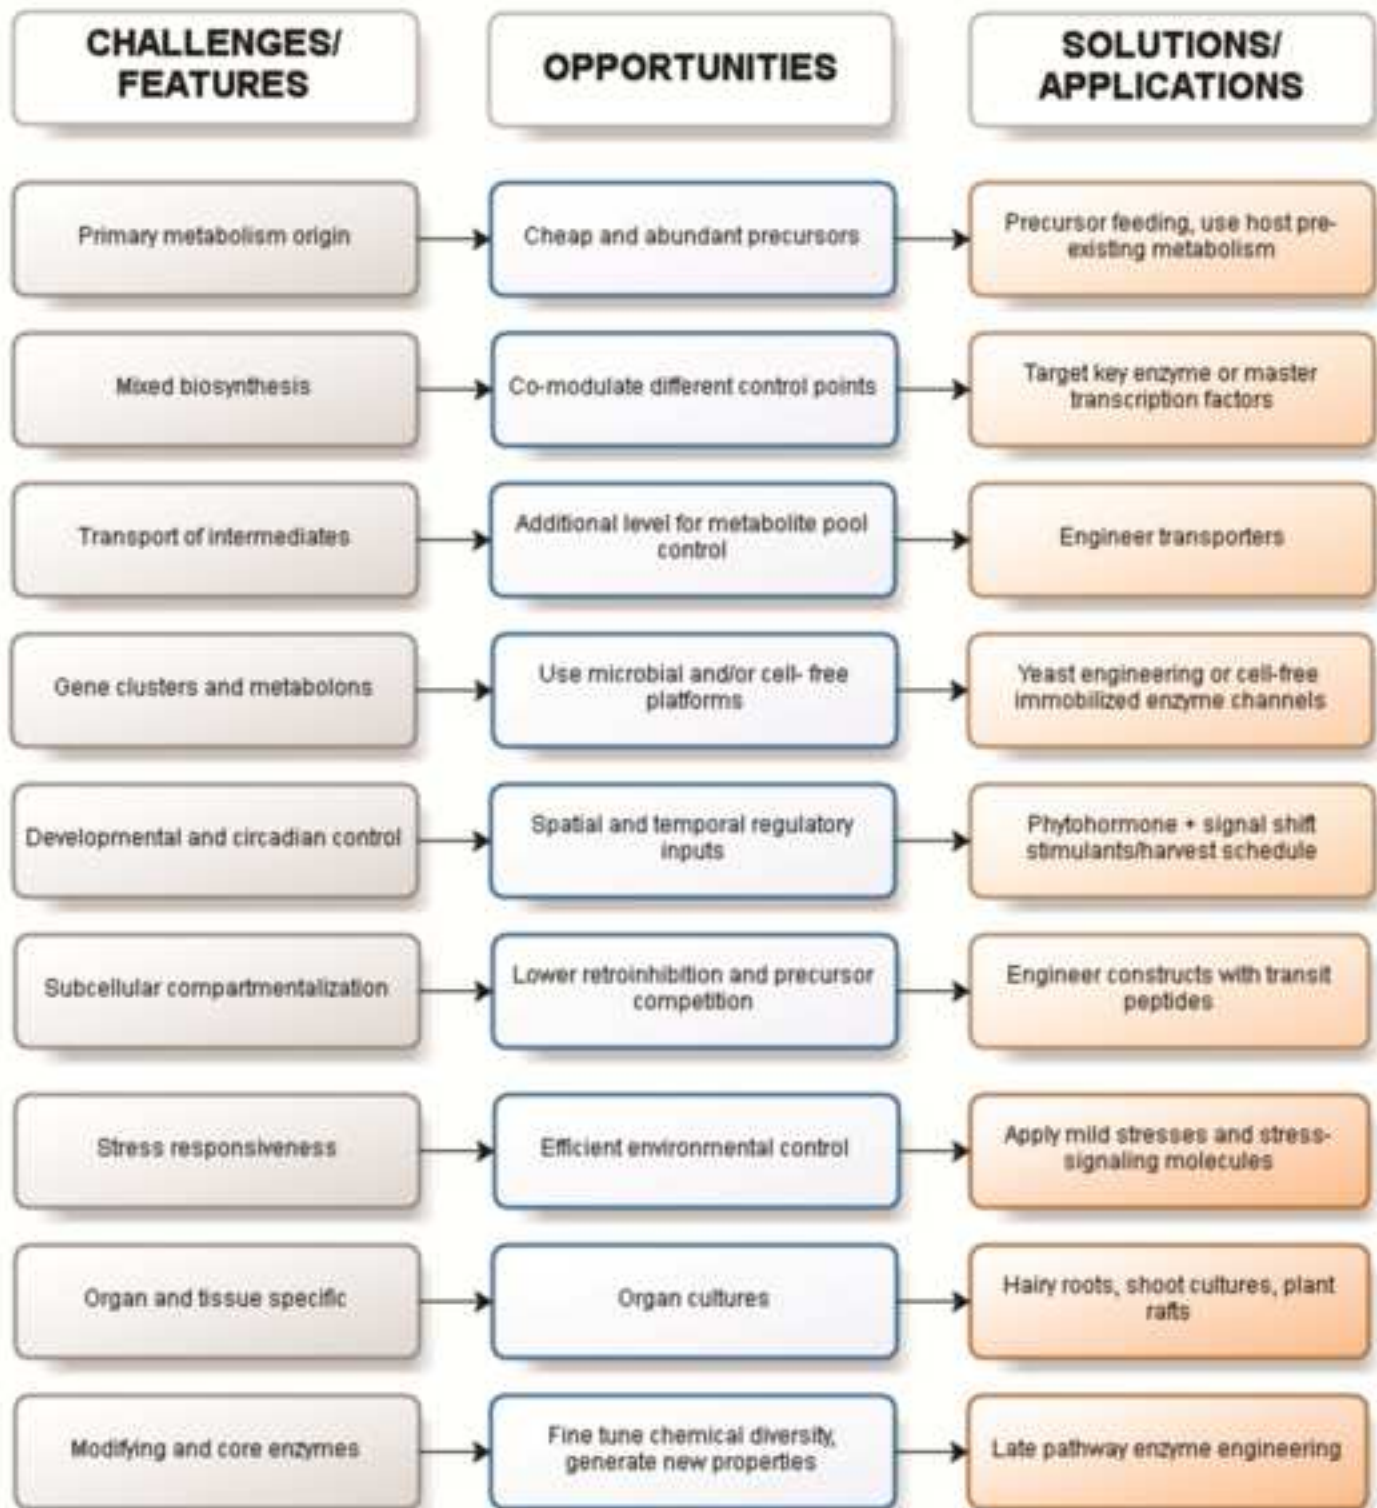 CHALLENGES/
FEATURES
OPPORTUNITIES
SOLUTIONS/
APPLICATIONS
Primary metabolism origin
Cheap and abundant precursors
Precursor feeding, use host pre-
existing metabolism
Mixed biosynthesis
Co-modulate different control points
Target key enzyme or master
transcription factors
Transport of intermediates
Additional level for metabolite pool
control
Engineer transporters
Gene clusters and metabolons
Use microbial and/or cell- free
platforms
Yeast engineering or cell-free
immobilized enzyme channels
Developmental and circadian control
Spatial and temporal regulatory
inputs
Phytohormone + signal shift
stimulants/harvest schedule
Subcellular compartmentalization
Lower retroinhibition and precursor
competition
Engineer constructs with transit
peptides
Stress responsiveness
Efficient environmental control
Apply mild stresses and stress-
signaling molecules
Organ and tissue specific
Organ cultures
Hairy roots, shoot cultures, plant
rafts
Modifying and core enzymes
Fine tune chemical diversity,
generate new properties
Late pathway enzyme engineering